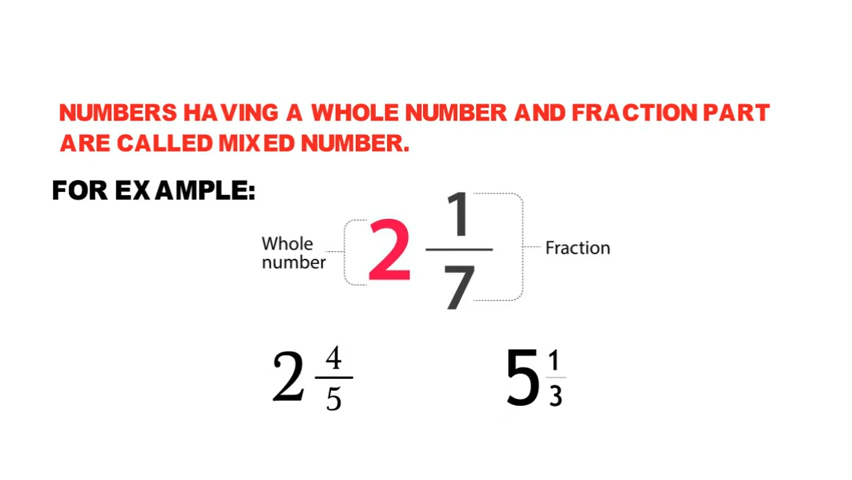 NUMBERS HAVING A WHOLE NUMBER AND FRACTION PART
ARE CALLED MIXED NUMBER.
FOR EXAMPLE:
Whole
number
2 1/7
Fraction
2 4/5
5 1/3